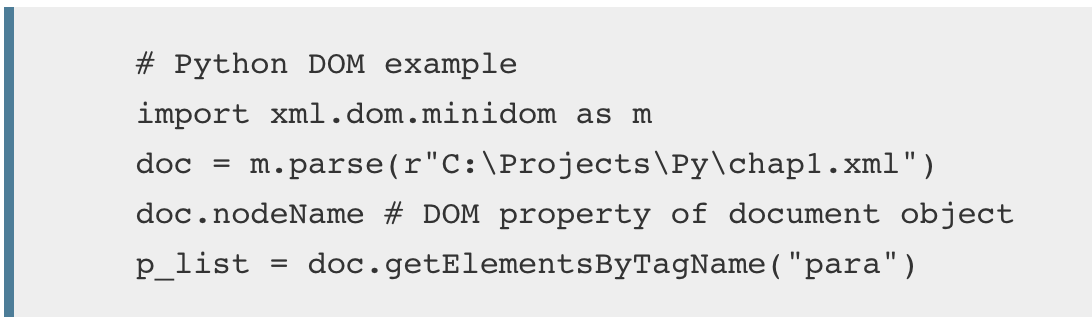 # Python DOM example
import xml.dom.minidom as m
doc = m.parse(r"C:\Projects\Py\chap1.xml")
doc.nodeName # DOM property of document object
p_list = doc.getElementsByTagName("para")